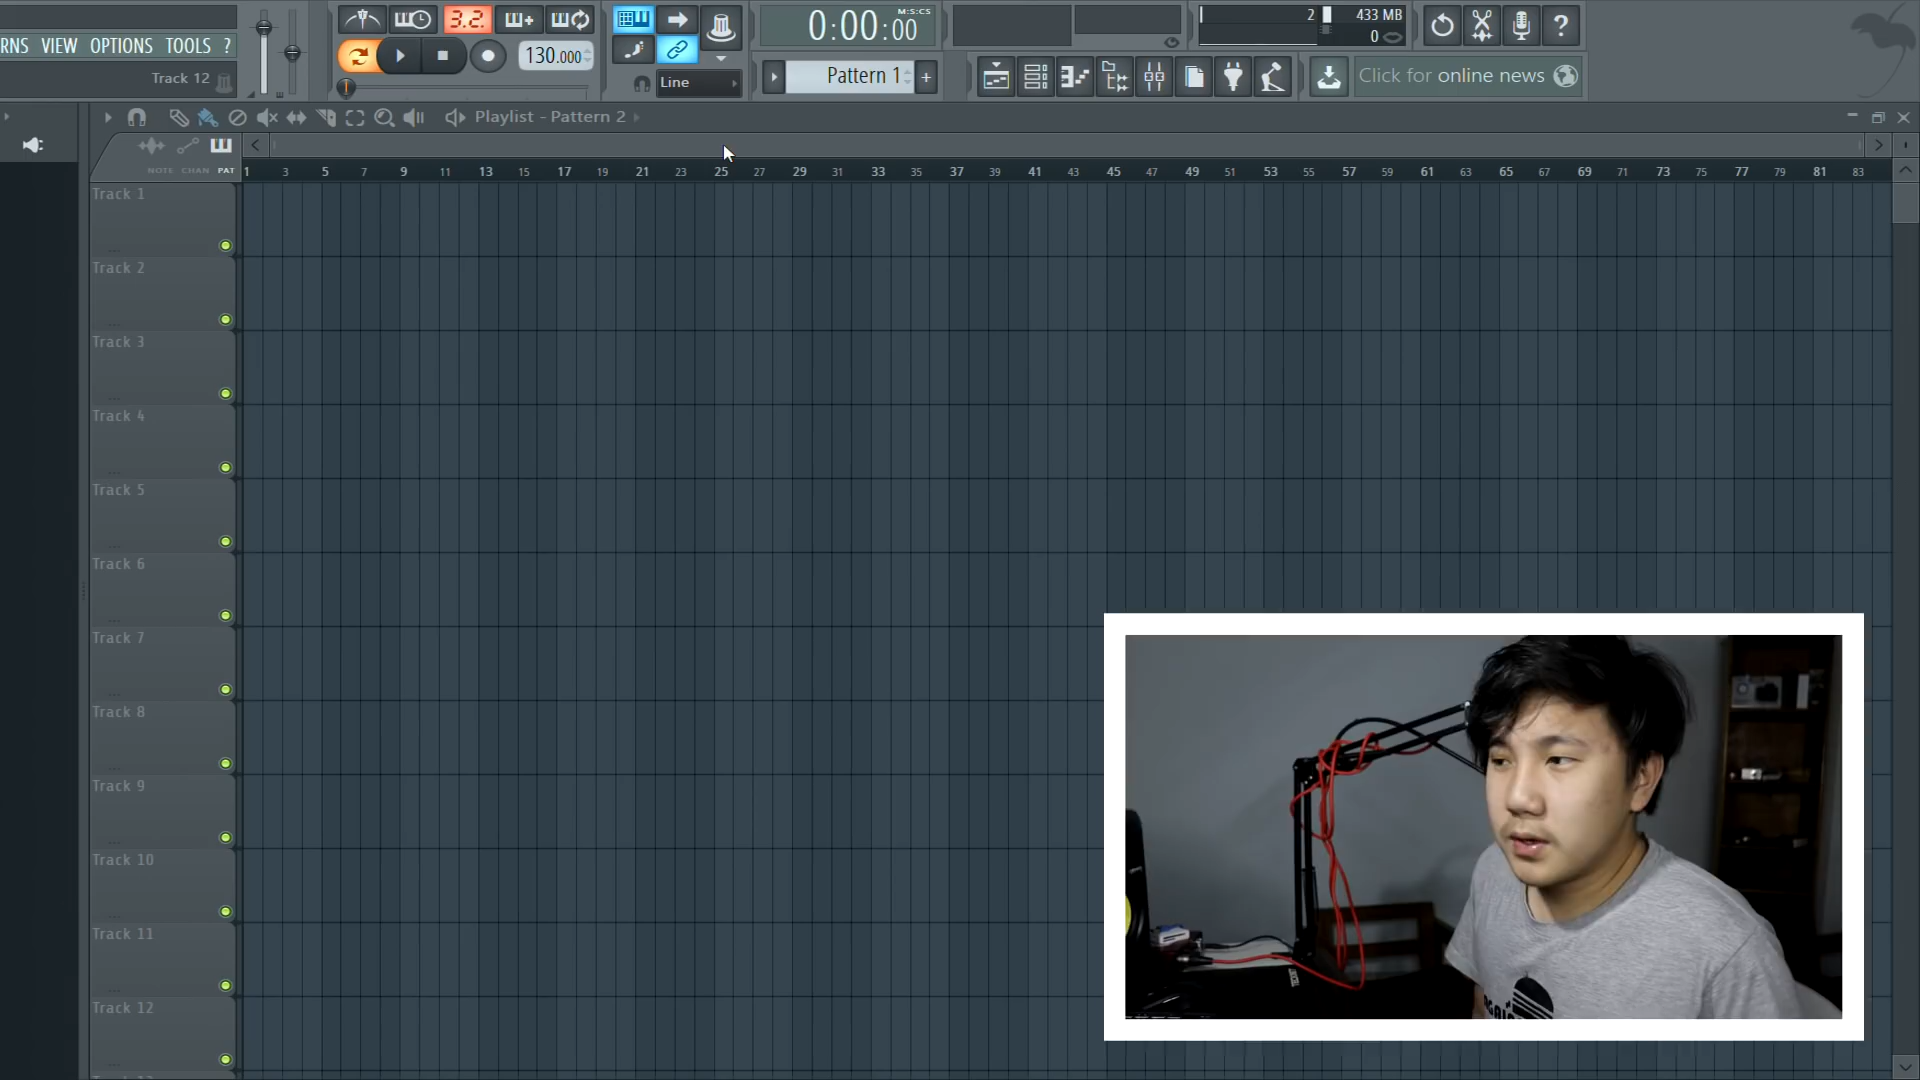 RNS VIEW OPTIONS TOOLS ?
Track 12
3.2.
130.000
Line
0:00:00
M:S:CS
Pattern 1
+
2
433 MB
0
?
Click for online news
Playlist - Pattern 2
NOTE CHAN PAT
1 3 5 7 9 11 13 15 17 19 21 23 25 27 29 31 33 35 37 39 41 43 45 47 49 51 53 55 57 59 61 63 65 67 69 71 73 75 77 79 81 83
Track 1
Track 2
Track 3
Track 4
Track 5
Track 6
Track 7
Track 8
Track 9
Track 10
Track 11
Track 12